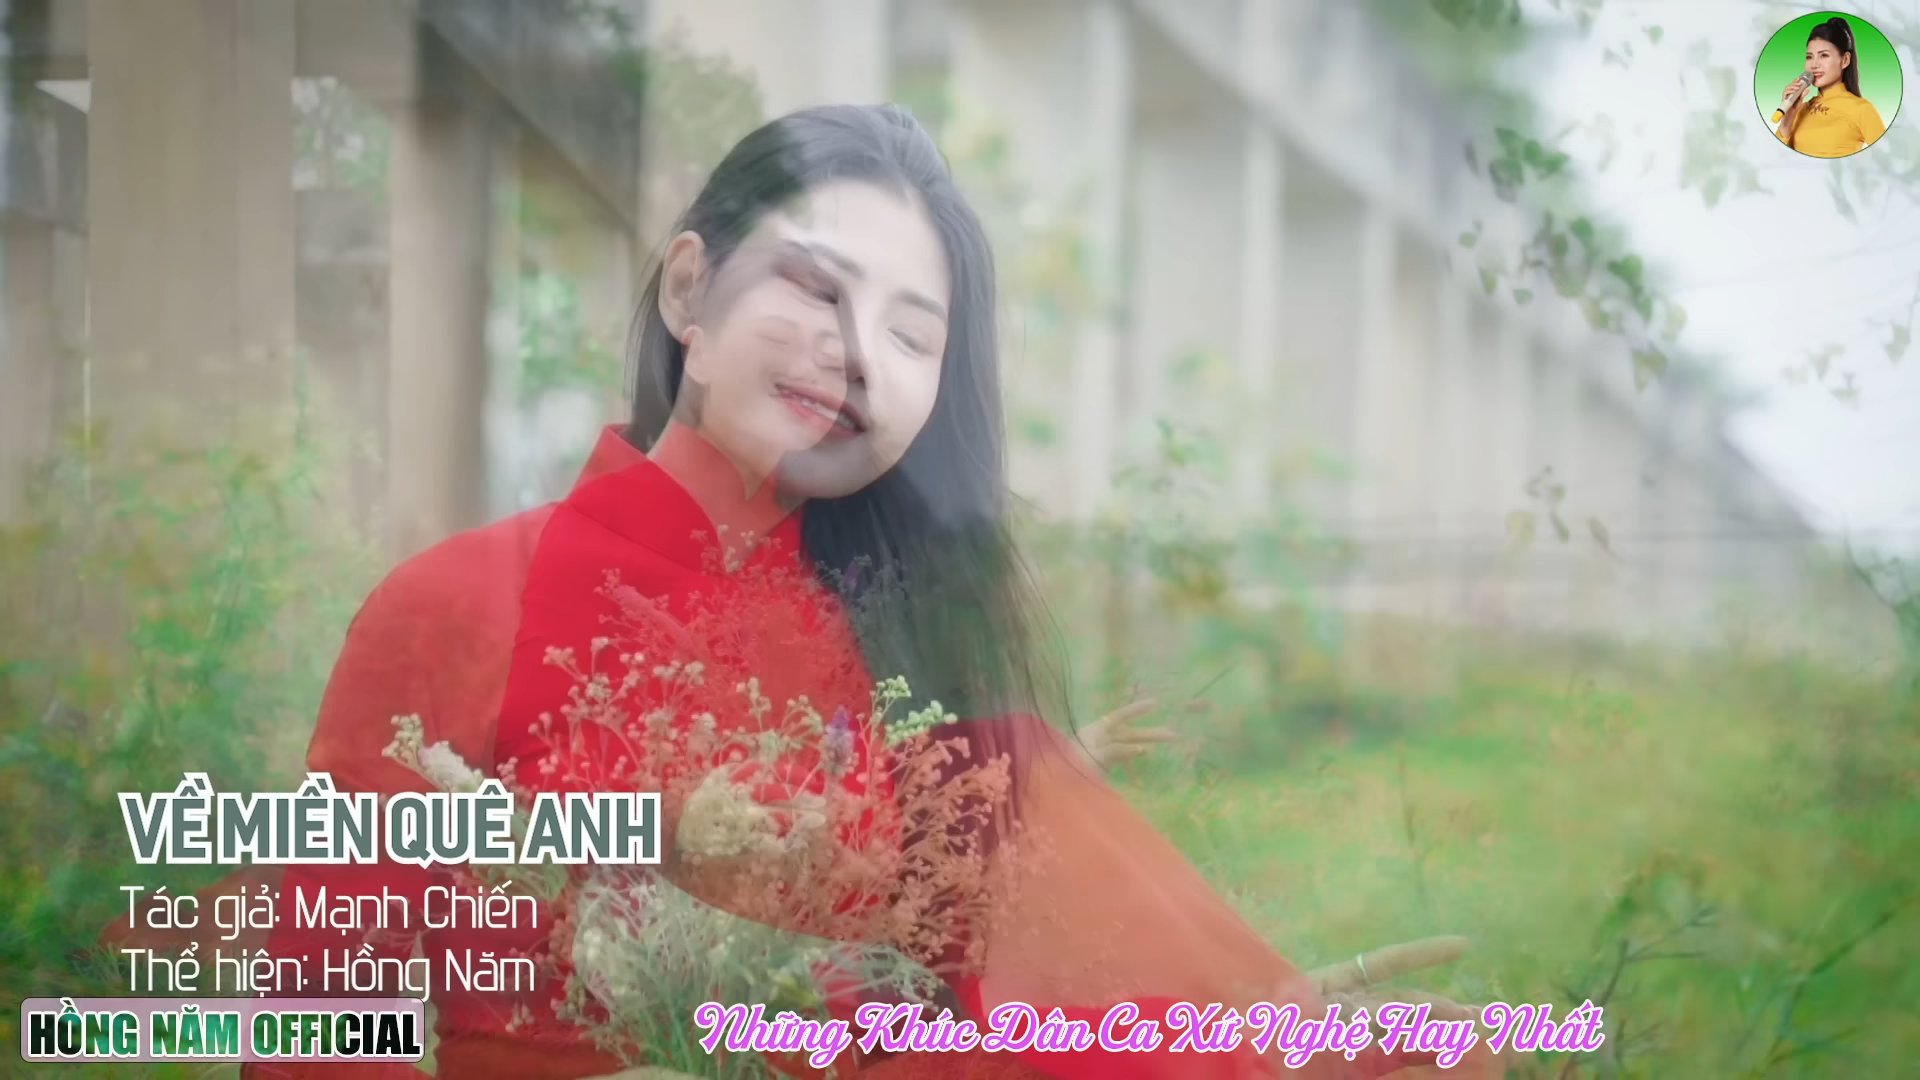 VỀ MIỀN QUÊ ANH
Tác giả: Mạnh Chiến
Thể hiện: Hồng Năm
HỒNG NĂM OFFICIAL
Những Khúc Dân Ca Xứ Nghệ Hay Nhất